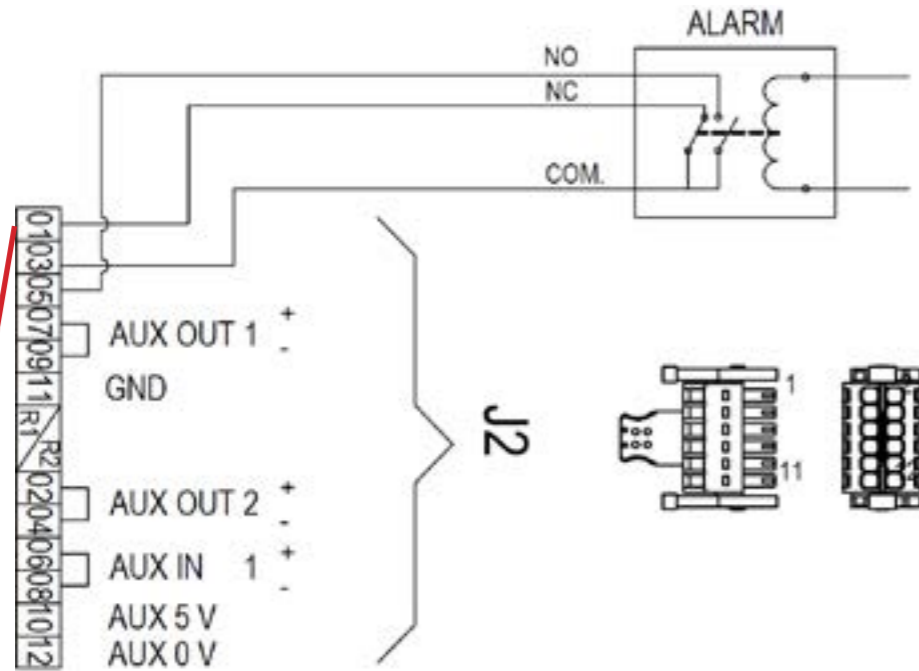 ALARM
NO
NC
COM.
01
03
05
07
AUX OUT 1 + -
09
11
GND
R1
R2
J2
1
11
02
04
AUX OUT 2 + -
06
08
AUX IN 1 + -
10
AUX 5 V
12
AUX 0 V